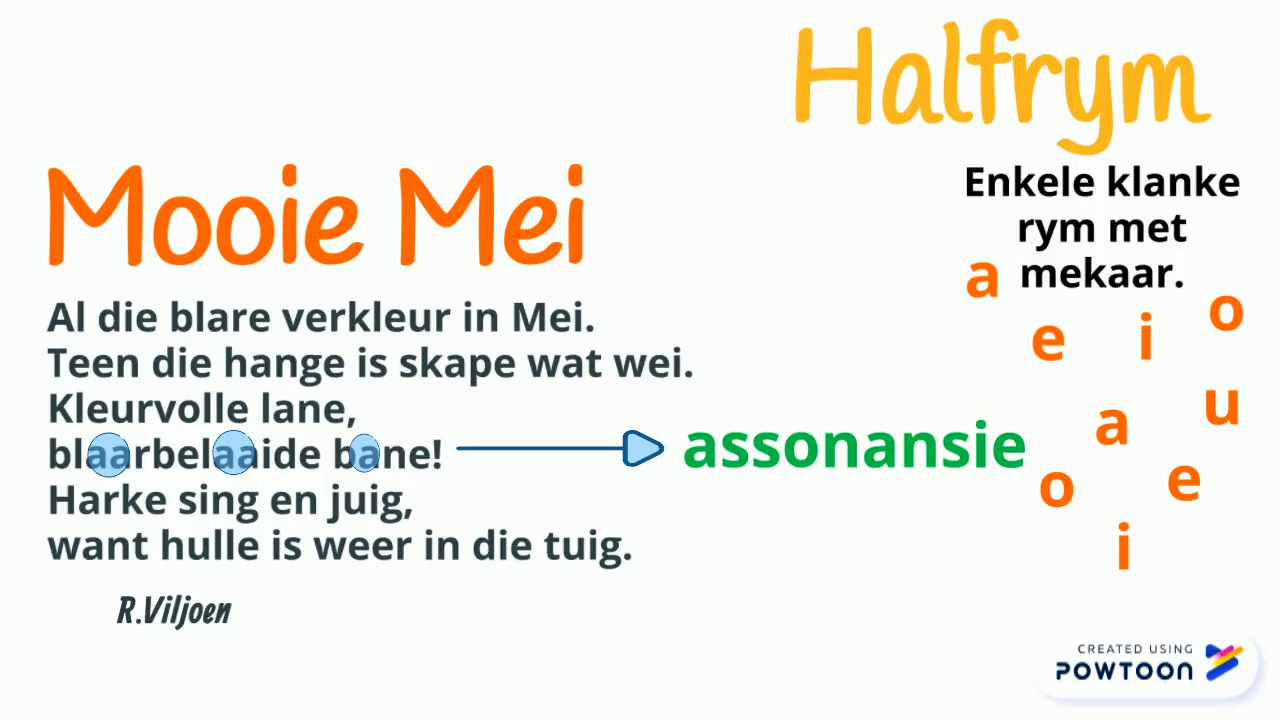 Halfrym
Enkele klanke
rym met
mekaar.
Mooie Mei
Al die blare verkleur in Mei.
Teen die hange is skape wat wei.
Kleurvolle lane,
blaarbelaaide bane!
Harke sing en juig,
want hulle is weer in die tuig.
R.Viljoen
assonansie
a
e i o
a u
o e
i
CREATED USING
POWTOON